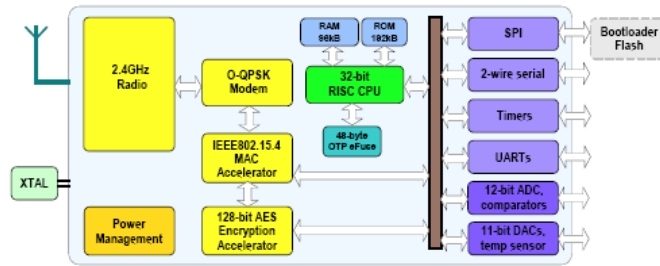 RAM
96kB
ROM
192kB
SPI
Bootloader
Flash
2.4GHz
Radio
O-QPSK
Modem
32-bit
RISC CPU
2-wire serial
Timers
48-byte
OTP eFuse
IEEE802.15.4
MAC
Accelerator
UARTs
XTAL
12-bit ADC,
comparators
Power
Management
128-bit AES
Encryption
Accelerator
11-bit DACs,
temp sensor